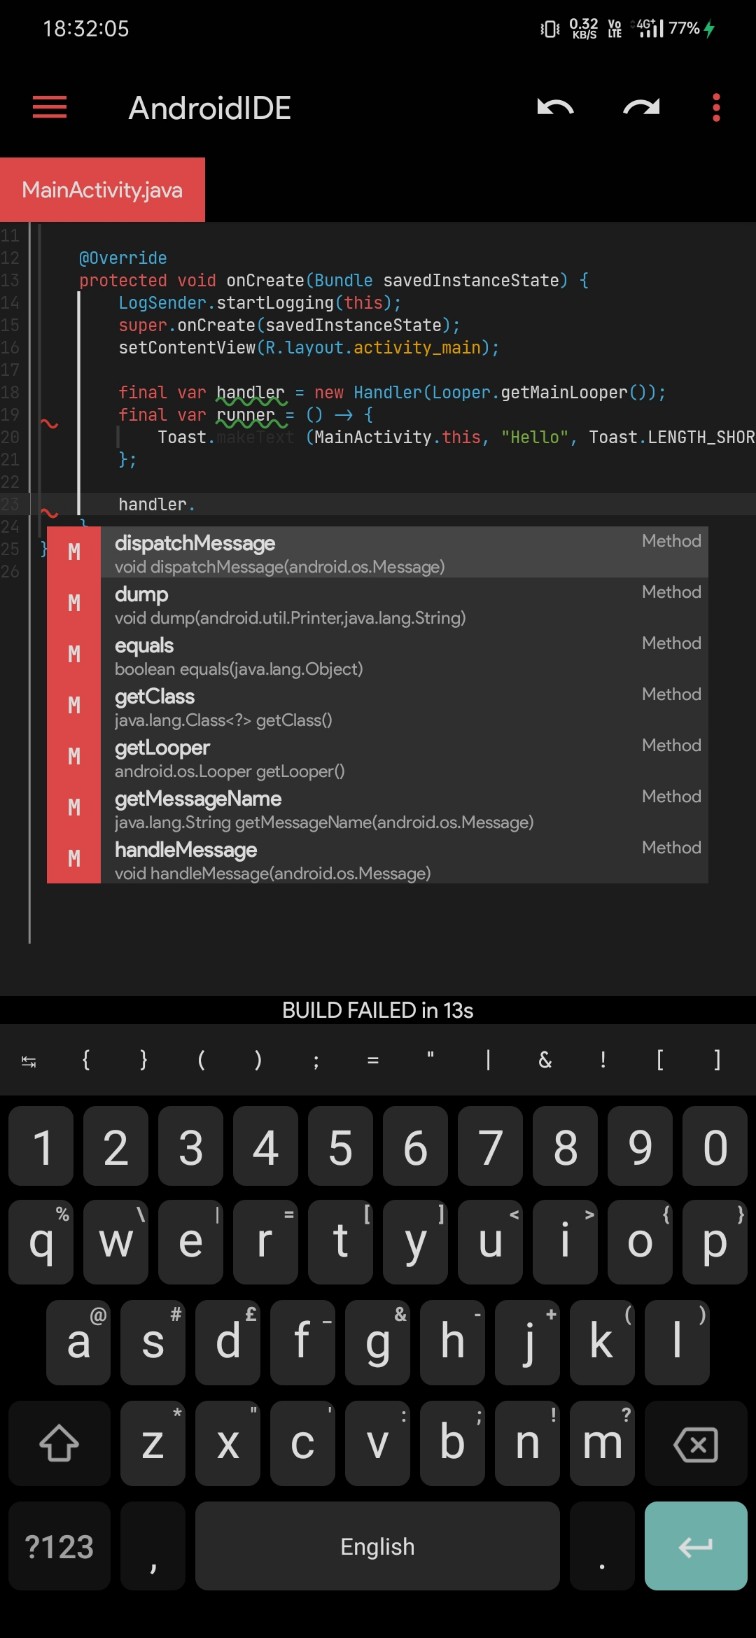 18:32:05
0.32 KB/S Vo LTE 4G+ 77%
AndroidIDE
MainActivity.java
11
12 @Override
13 protected void onCreate(Bundle savedInstanceState) {
14 LogSender.startLogging(this);
15 super.onCreate(savedInstanceState);
16 setContentView(R.layout.activity_main);
17
18 final var handler = new Handler(Looper.getMainLooper());
19 final var runner = () -> {
20 Toast.makeText (MainActivity.this, "Hello", Toast.LENGTH_SHOR
21 };
22
23 handler.
24 }
25 }
26
M dispatchMessage Method
void dispatchMessage(android.os.Message)
M dump Method
void dump(android.util.Printer,java.lang.String)
M equals Method
boolean equals(java.lang.Object)
M getClass Method
java.lang.Class<?> getClass()
M getLooper Method
android.os.Looper getLooper()
M getMessageName Method
java.lang.String getMessageName(android.os.Message)
M handleMessage Method
void handleMessage(android.os.Message)
BUILD FAILED in 13s
{ } ( ) ; = " | & ! [ ]
1 2 3 4 5 6 7 8 9 0
% \ | = [ ] < > { }
q w e r t y u i o p
@ # £ _ & - + ( )
a s d f g h j k l
* " ' : ; ! ?
z x c v b n m
?123 , English .